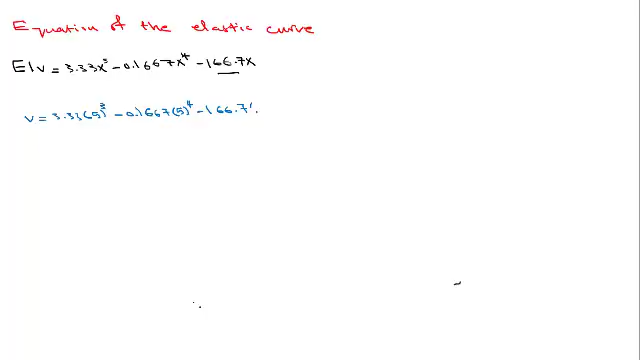 Equation of the elastic curve
EIv = 3.33x³ - 0.1667x⁴ - 166.7x
v = 3.33(5)³ - 0.1667(5)⁴ - 166.7(